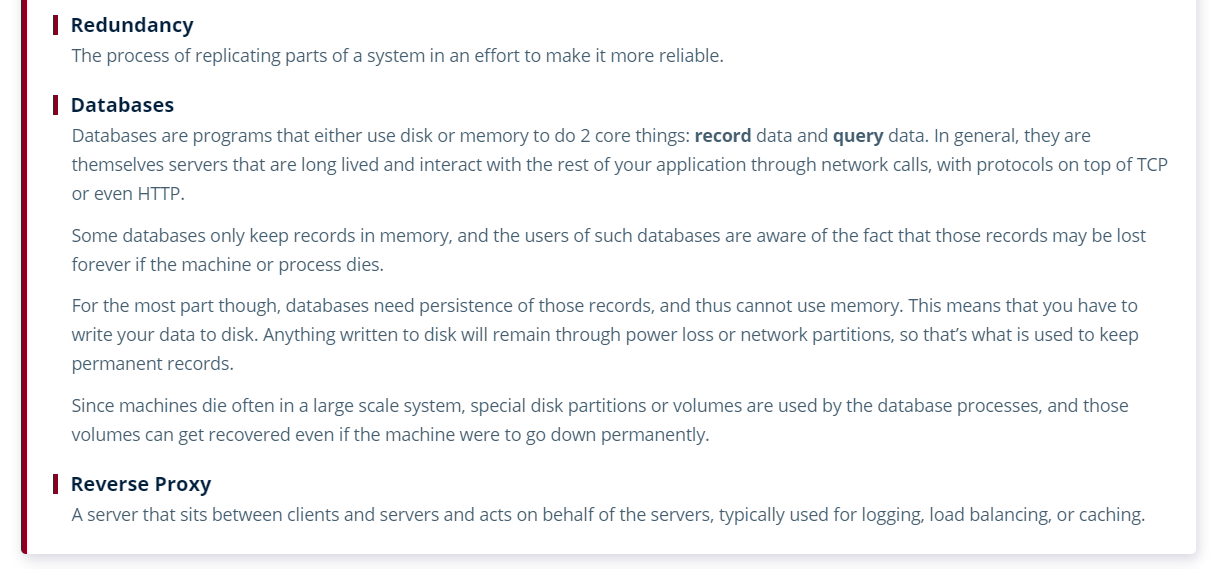 Redundancy
The process of replicating parts of a system in an effort to make it more reliable.
Databases
Databases are programs that either use disk or memory to do 2 core things: record data and query data. In general, they are
themselves servers that are long lived and interact with the rest of your application through network calls, with protocols on top of TCP
or even HTTP.
Some databases only keep records in memory, and the users of such databases are aware of the fact that those records may be lost
forever if the machine or process dies.
For the most part though, databases need persistence of those records, and thus cannot use memory. This means that you have to
write your data to disk. Anything written to disk will remain through power loss or network partitions, so that’s what is used to keep
permanent records.
Since machines die often in a large scale system, special disk partitions or volumes are used by the database processes, and those
volumes can get recovered even if the machine were to go down permanently.
Reverse Proxy
A server that sits between clients and servers and acts on behalf of the servers, typically used for logging, load balancing, or caching.